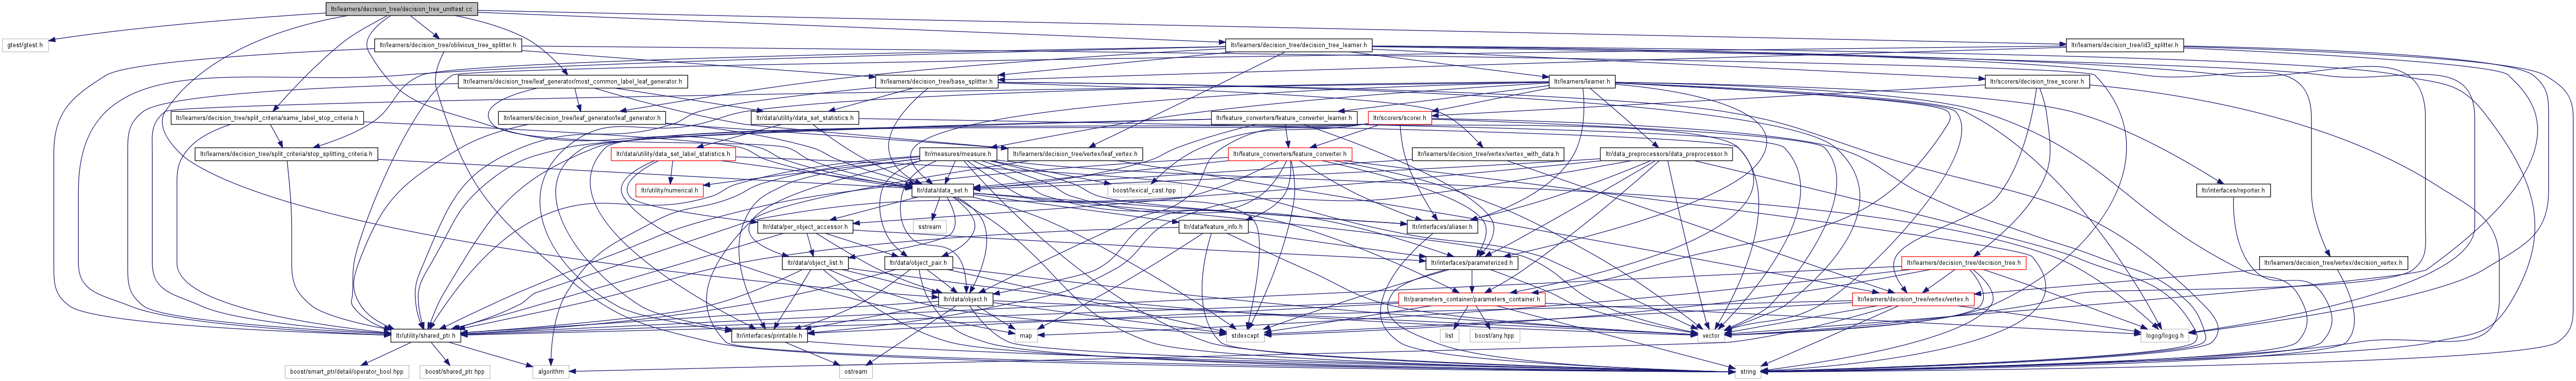 ltr/learners/decision_tree/decision_tree_unittest.cc
gtest/gtest.h
ltr/learners/decision_tree/oblivious_tree_splitter.h
ltr/learners/decision_tree/decision_tree_learner.h
ltr/learners/decision_tree/id3_splitter.h
ltr/learners/decision_tree/leaf_generator/most_common_label_leaf_generator.h
ltr/learners/decision_tree/base_splitter.h
ltr/learners/learner.h
ltr/scorers/decision_tree_scorer.h
ltr/learners/decision_tree/split_criteria/same_label_stop_criteria.h
ltr/learners/decision_tree/leaf_generator/leaf_generator.h
ltr/data/utility/data_set_statistics.h
ltr/feature_converters/feature_converter_learner.h
ltr/scorers/scorer.h
ltr/learners/decision_tree/split_criteria/stop_splitting_criteria.h
ltr/data/utility/data_set_label_statistics.h
ltr/measures/measure.h
ltr/learners/decision_tree/vertex/leaf_vertex.h
ltr/feature_converters/feature_converter.h
ltr/learners/decision_tree/vertex/vertex_with_data.h
ltr/data_preprocessors/data_preprocessor.h
ltr/utility/numerical.h
ltr/data/data_set.h
boost/lexical_cast.hpp
ltr/interfaces/reporter.h
ltr/data/per_object_accessor.h
sstream
ltr/data/feature_info.h
ltr/interfaces/aliaser.h
ltr/data/object_list.h
ltr/data/object_pair.h
ltr/interfaces/parameterized.h
ltr/learners/decision_tree/decision_tree.h
ltr/learners/decision_tree/vertex/decision_vertex.h
ltr/data/object.h
ltr/parameters_container/parameters_container.h
ltr/learners/decision_tree/vertex/vertex.h
ltr/utility/shared_ptr.h
ltr/interfaces/printable.h
map
stdexcept
list
boost/any.hpp
vector
logog/logog.h
boost/smart_ptr/detail/operator_bool.hpp
boost/shared_ptr.hpp
algorithm
ostream
string